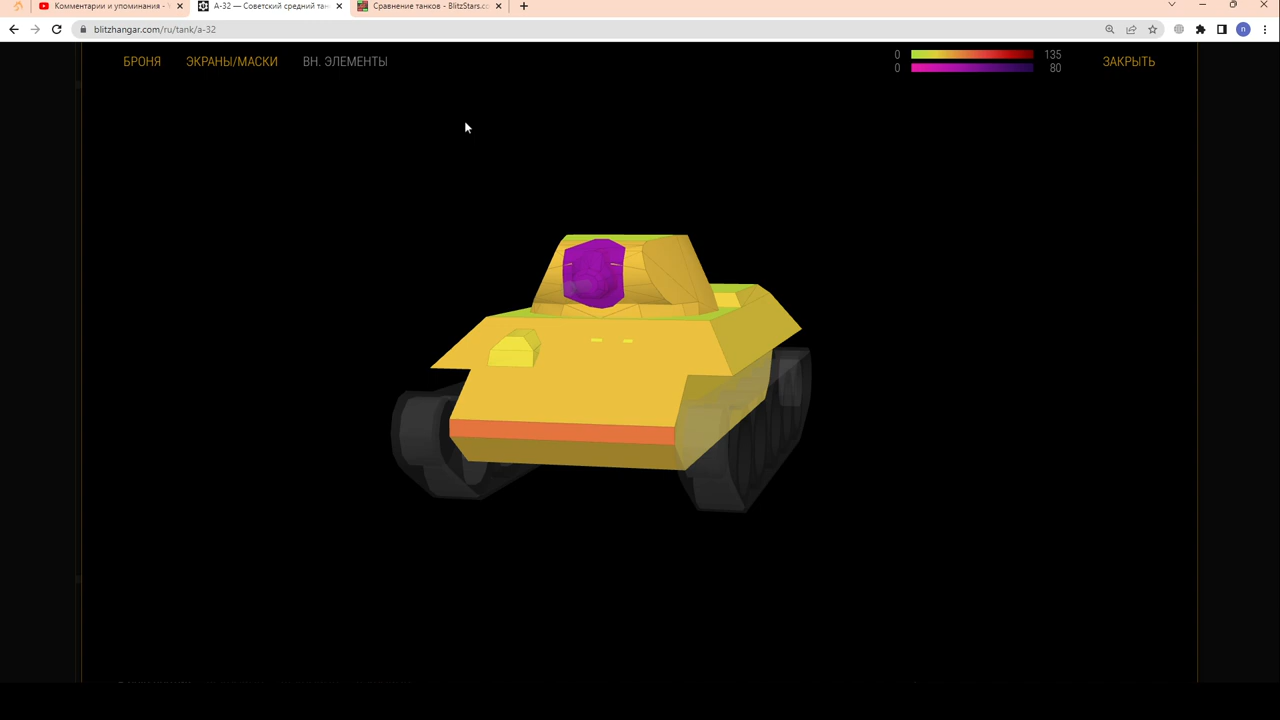 Комментарии и упоминания -
А-32 — Советский средний тан
Сравнение танков - BlitzStars.co
blitzhangar.com/ru/tank/a-32
n
БРОНЯ ЭКРАНЫ/МАСКИ ВН. ЭЛЕМЕНТЫ
0 135
0 80
ЗАКРЫТЬ